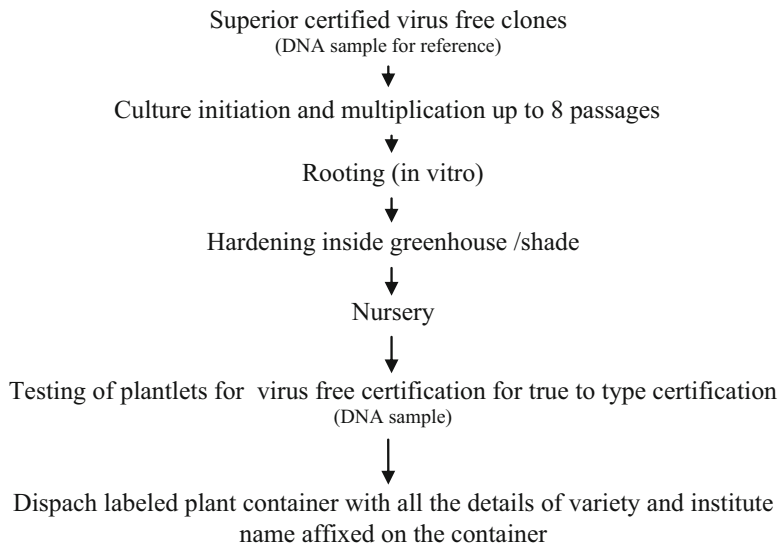 Superior certified virus free clones
(DNA sample for reference)
Culture initiation and multiplication up to 8 passages
Rooting (in vitro)
Hardening inside greenhouse /shade
Nursery
Testing of plantlets for virus free certification for true to type certification
(DNA sample)
Dispach labeled plant container with all the details of variety and institute
name affixed on the container